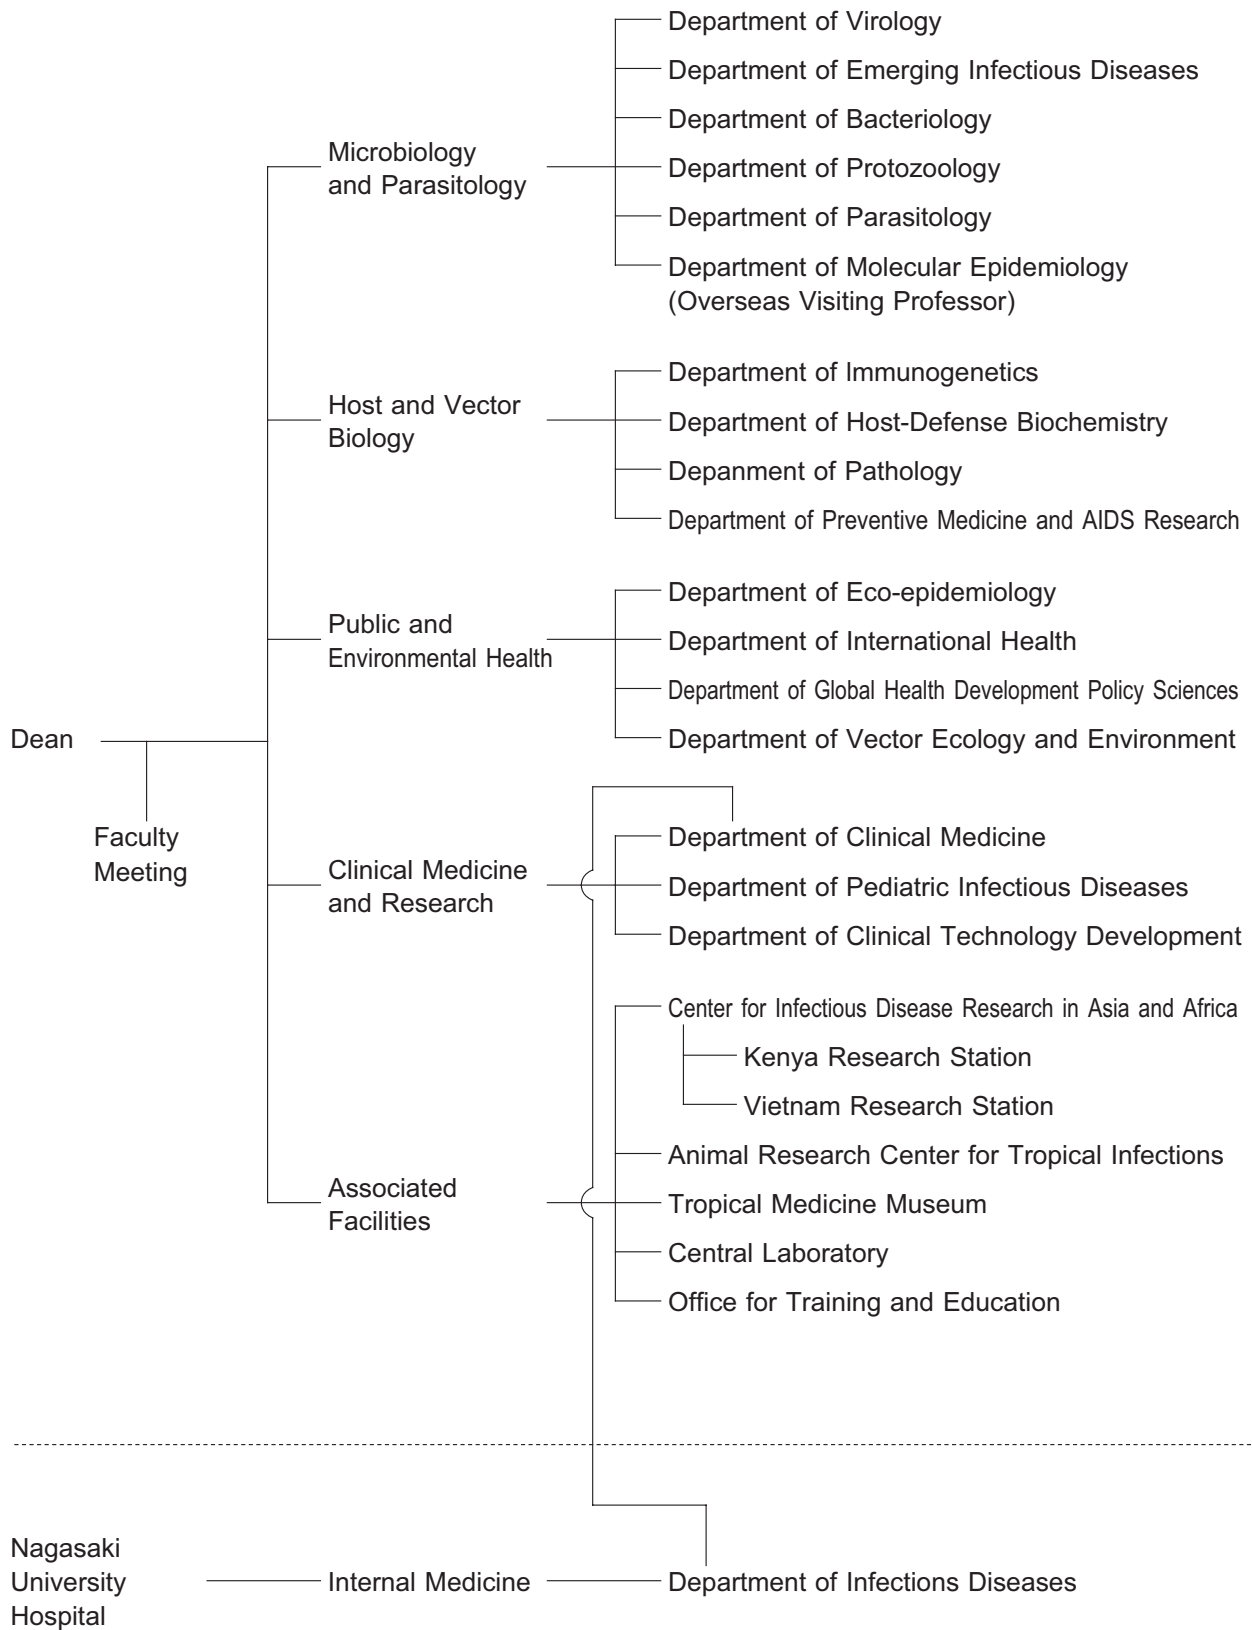 Dean
Faculty
Meeting
Microbiology
and Parasitology
Department of Virology
Department of Emerging Infectious Diseases
Department of Bacteriology
Department of Protozoology
Department of Parasitology
Department of Molecular Epidemiology
(Overseas Visiting Professor)
Host and Vector
Biology
Department of Immunogenetics
Department of Host-Defense Biochemistry
Depanment of Pathology
Department of Preventive Medicine and AIDS Research
Public and
Environmental Health
Department of Eco-epidemiology
Department of International Health
Department of Global Health Development Policy Sciences
Department of Vector Ecology and Environment
Clinical Medicine
and Research
Department of Clinical Medicine
Department of Pediatric Infectious Diseases
Department of Clinical Technology Development
Associated
Facilities
Center for Infectious Disease Research in Asia and Africa
Kenya Research Station
Vietnam Research Station
Animal Research Center for Tropical Infections
Tropical Medicine Museum
Central Laboratory
Office for Training and Education
Nagasaki
University
Hospital
Internal Medicine
Department of Infections Diseases